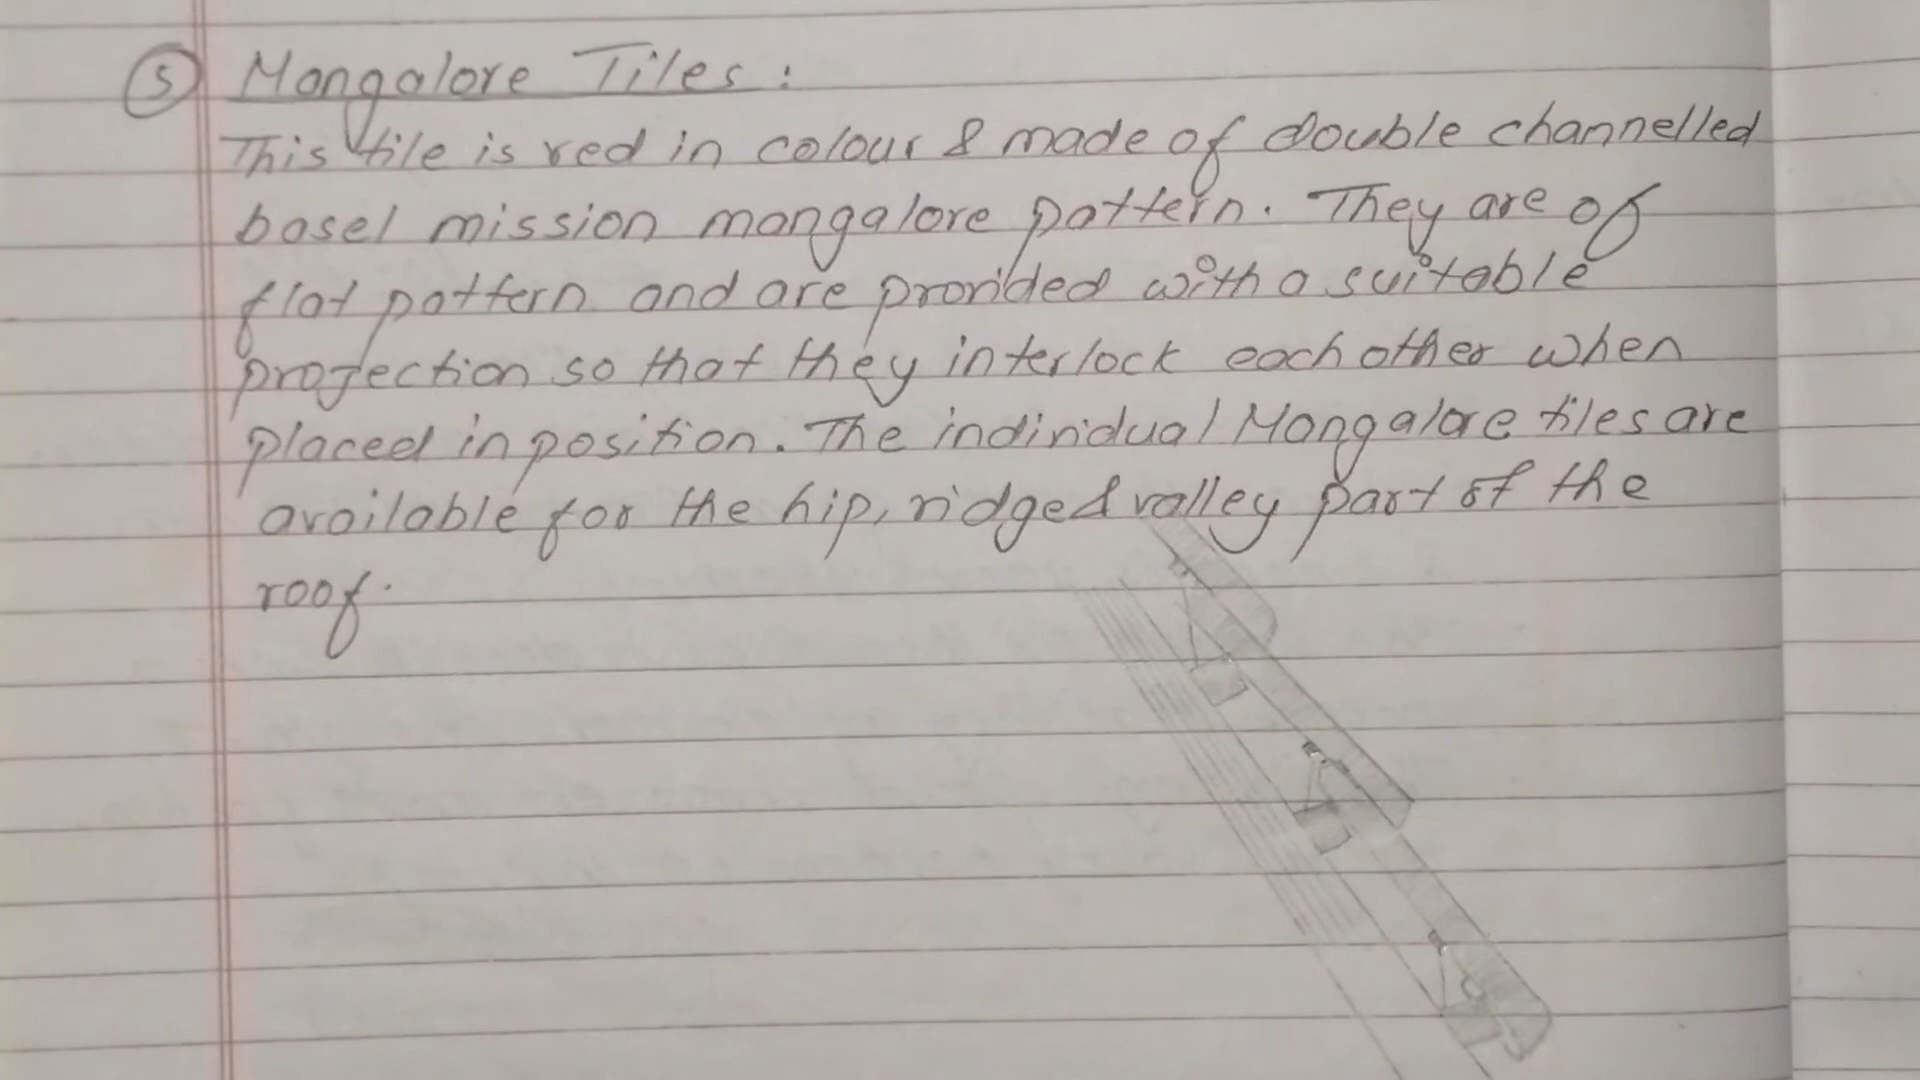 5 Mangalore Tiles:
This tile is red in colour & made of double channelled
basel mission mangalore pattern. They are of
flat pattern and are provided with a suitable
projection so that they interlock each other when
placed in position. The individual Mangalore tiles are
available for the hip, ridged valley part of the
roof.